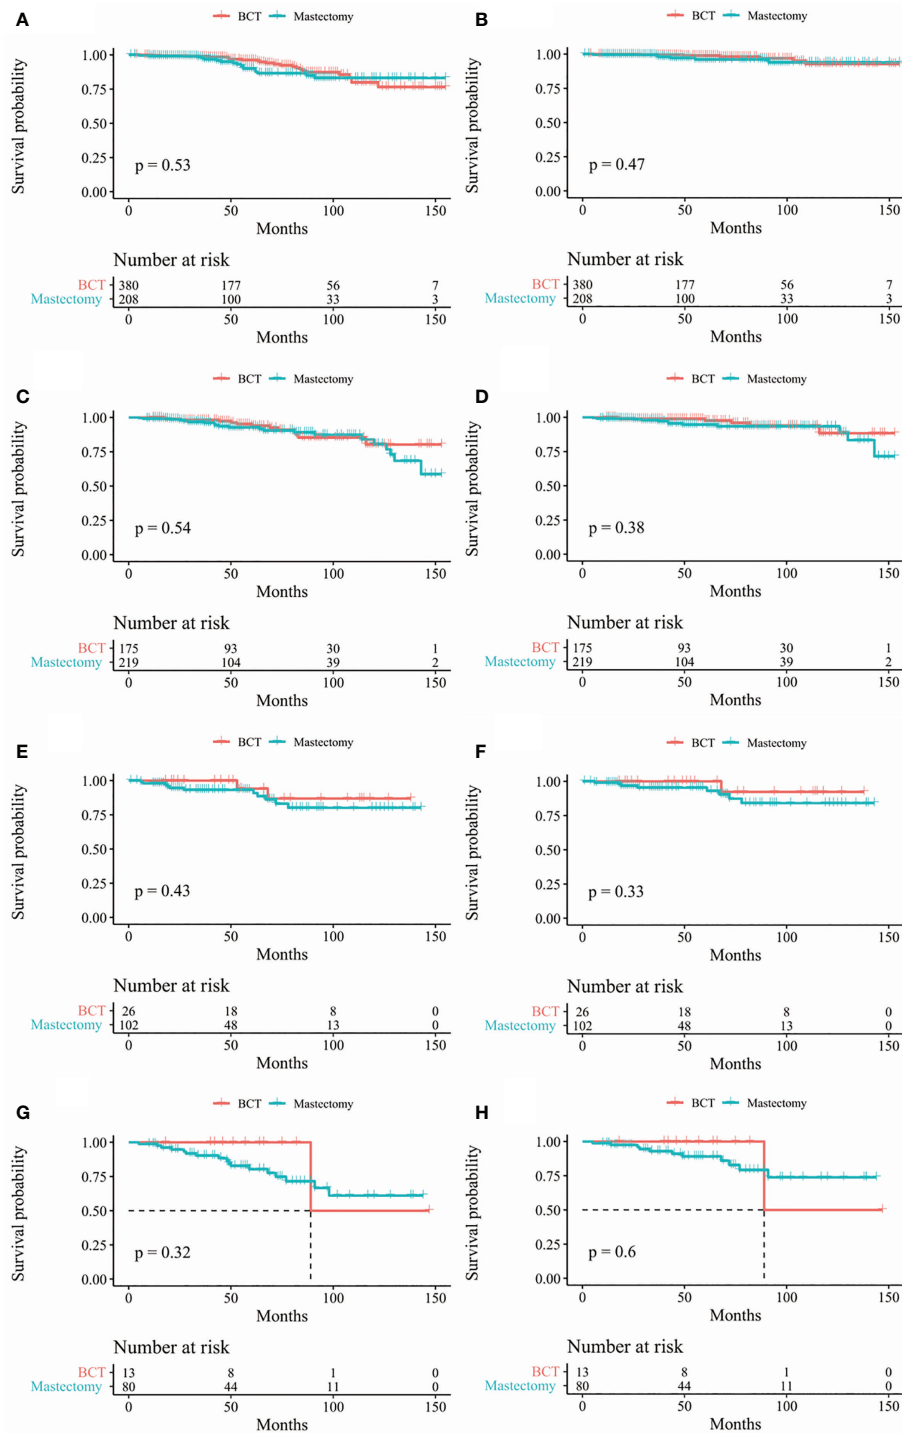 A
BCT Mastectomy
Survival probability
1.00
0.75
0.50
0.25
0.00
p = 0.53
0 50 100 150
Months
Number at risk
BCT 380 177 56 7
Mastectomy 208 100 33 3
0 50 100 150
Months
B
BCT Mastectomy
Survival probability
1.00
0.75
0.50
0.25
0.00
p = 0.47
0 50 100 150
Months
Number at risk
BCT 380 177 56 7
Mastectomy 208 100 33 3
0 50 100 150
Months
C
BCT Mastectomy
Survival probability
1.00
0.75
0.50
0.25
0.00
p = 0.54
0 50 100 150
Months
Number at risk
BCT 175 93 30 1
Mastectomy 219 104 39 2
0 50 100 150
Months
D
BCT Mastectomy
Survival probability
1.00
0.75
0.50
0.25
0.00
p = 0.38
0 50 100 150
Months
Number at risk
BCT 175 93 30 1
Mastectomy 219 104 39 2
0 50 100 150
Months
E
BCT Mastectomy
Survival probability
1.00
0.75
0.50
0.25
0.00
p = 0.43
0 50 100 150
Months
Number at risk
BCT 26 18 8 0
Mastectomy 102 48 13 0
0 50 100 150
Months
F
BCT Mastectomy
Survival probability
1.00
0.75
0.50
0.25
0.00
p = 0.33
0 50 100 150
Months
Number at risk
BCT 26 18 8 0
Mastectomy 102 48 13 0
0 50 100 150
Months
G
BCT Mastectomy
Survival probability
1.00
0.75
0.50
0.25
0.00
p = 0.32
0 50 100 150
Months
Number at risk
BCT 13 8 1 0
Mastectomy 80 44 11 0
0 50 100 150
Months
H
BCT Mastectomy
Survival probability
1.00
0.75
0.50
0.25
0.00
p = 0.6
0 50 100 150
Months
Number at risk
BCT 13 8 1 0
Mastectomy 80 44 11 0
0 50 100 150
Months